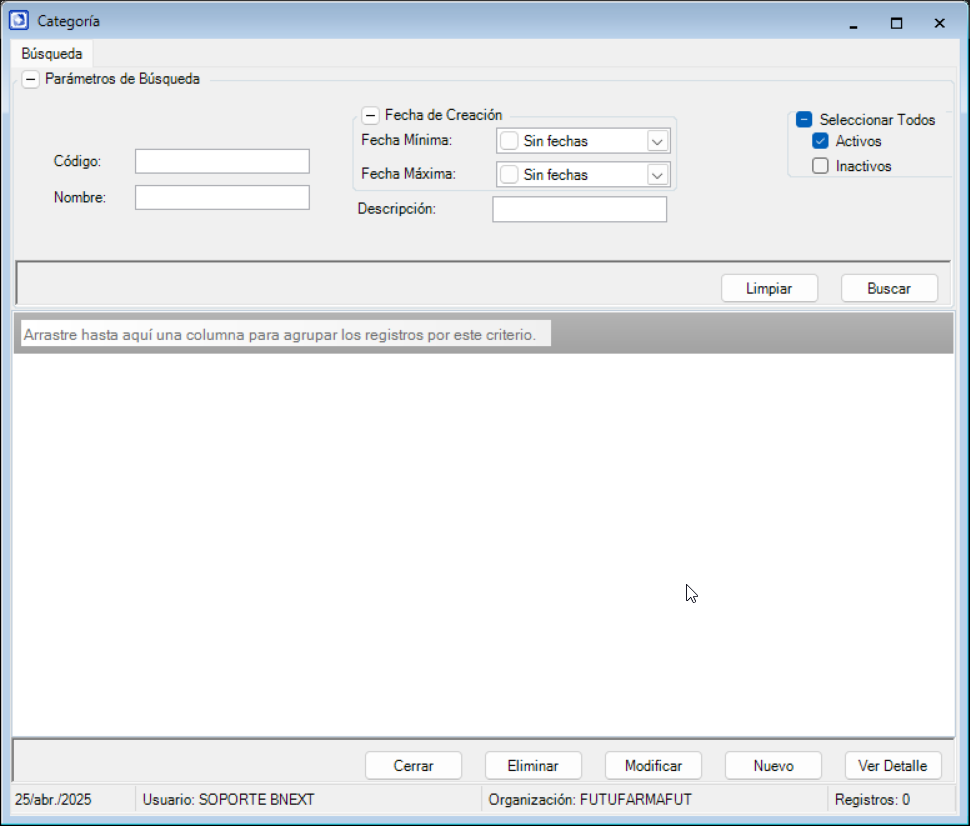 Categoría
Búsqueda
Parámetros de Búsqueda
Código:
Nombre:
Fecha de Creación
Fecha Mínima: Sin fechas
Fecha Máxima: Sin fechas
Descripción:
Seleccionar Todos
Activos
Inactivos
Limpiar Buscar
Arrastre hasta aquí una columna para agrupar los registros por este criterio.
Cerrar Eliminar Modificar Nuevo Ver Detalle
25/abr./2025 Usuario: SOPORTE BNEXT Organización: FUTUFARMAFUT Registros: 0